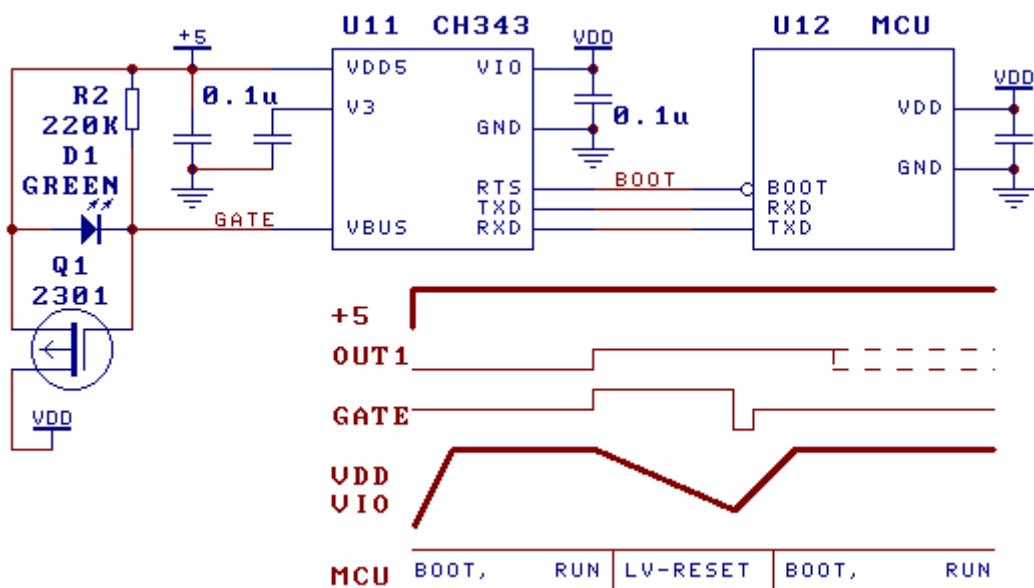 U11 CH343
U12 MCU
+5
VDD
VDD
VDD5
VIO
R2
220K
0.1u
V3
GND
0.1u
VDD
GND
D1
GREEN
RTS
BOOT
BOOT
TXD
RXD
RXD
TXD
GATE
VBUS
Q1
2301
VDD
+5
OUT1
GATE
VDD
VIO
MCU
BOOT, RUN
LV-RESET
BOOT, RUN